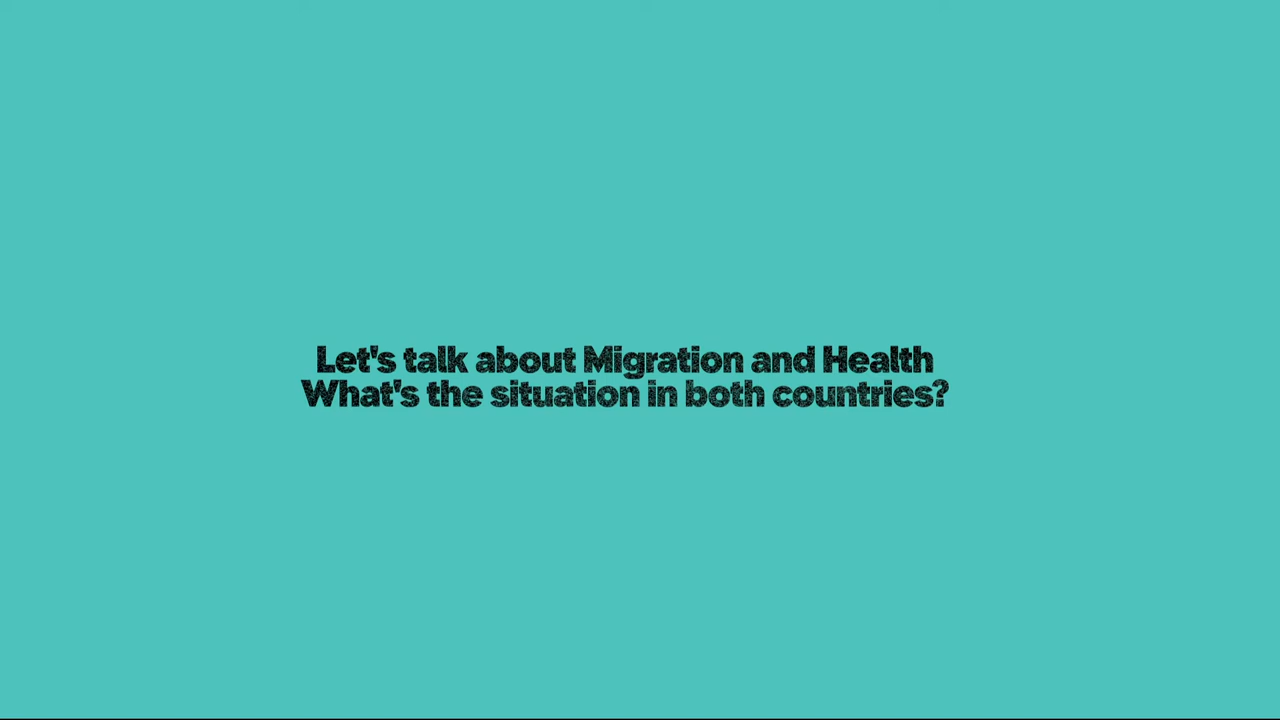 Let's talk about Migration and Health
What's the situation in both countries?